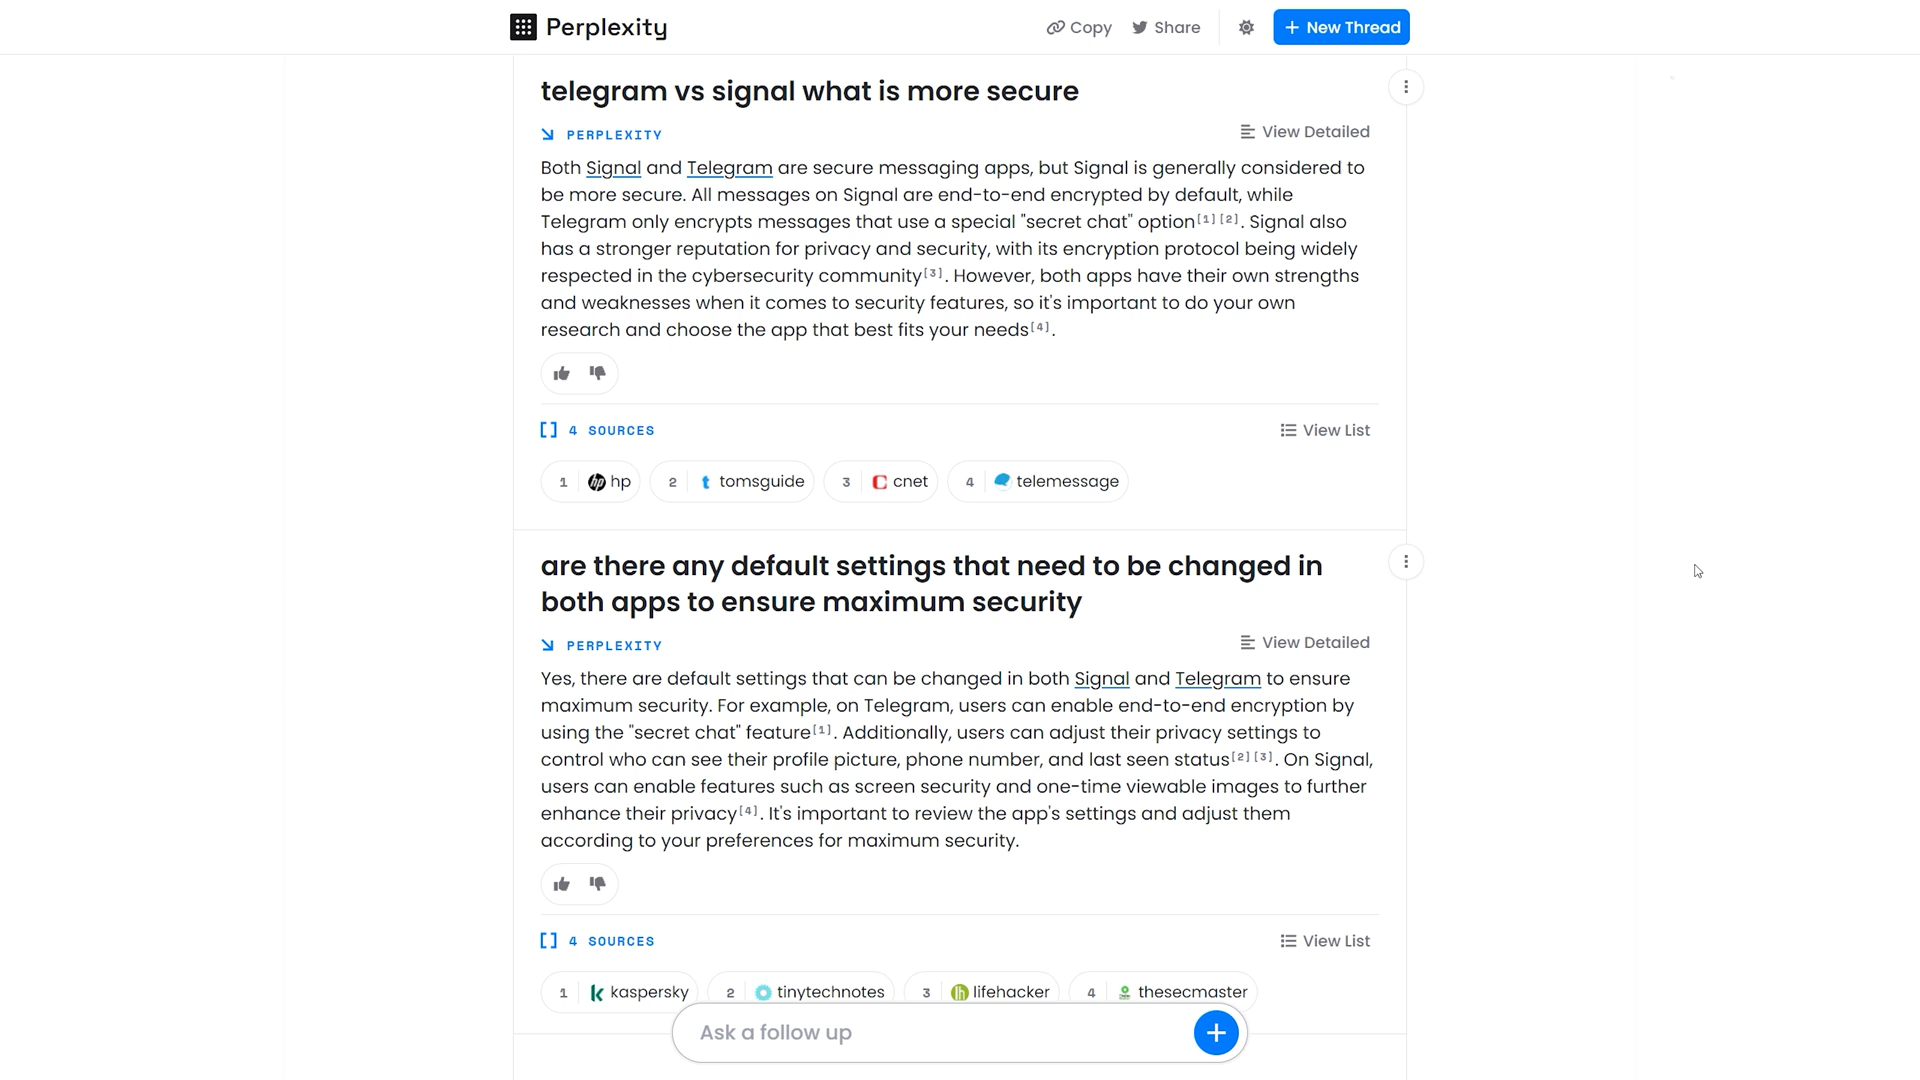 Perplexity
Copy
Share
New Thread
telegram vs signal what is more secure
PERPLEXITY
View Detailed
Both Signal and Telegram are secure messaging apps, but Signal is generally considered to
be more secure. All messages on Signal are end-to-end encrypted by default, while
Telegram only encrypts messages that use a special "secret chat" option[1][2]. Signal also
has a stronger reputation for privacy and security, with its encryption protocol being widely
respected in the cybersecurity community[3]. However, both apps have their own strengths
and weaknesses when it comes to security features, so it's important to do your own
research and choose the app that best fits your needs[4].
4 SOURCES
View List
1 hp
2 tomsguide
3 cnet
4 telemessage
are there any default settings that need to be changed in
both apps to ensure maximum security
PERPLEXITY
View Detailed
Yes, there are default settings that can be changed in both Signal and Telegram to ensure
maximum security. For example, on Telegram, users can enable end-to-end encryption by
using the "secret chat" feature[1]. Additionally, users can adjust their privacy settings to
control who can see their profile picture, phone number, and last seen status[2][3]. On Signal,
users can enable features such as screen security and one-time viewable images to further
enhance their privacy[4]. It's important to review the app's settings and adjust them
according to your preferences for maximum security.
4 SOURCES
View List
1 kaspersky
2 tinytechnotes
3 lifehacker
4 thesecmaster
Ask a follow up